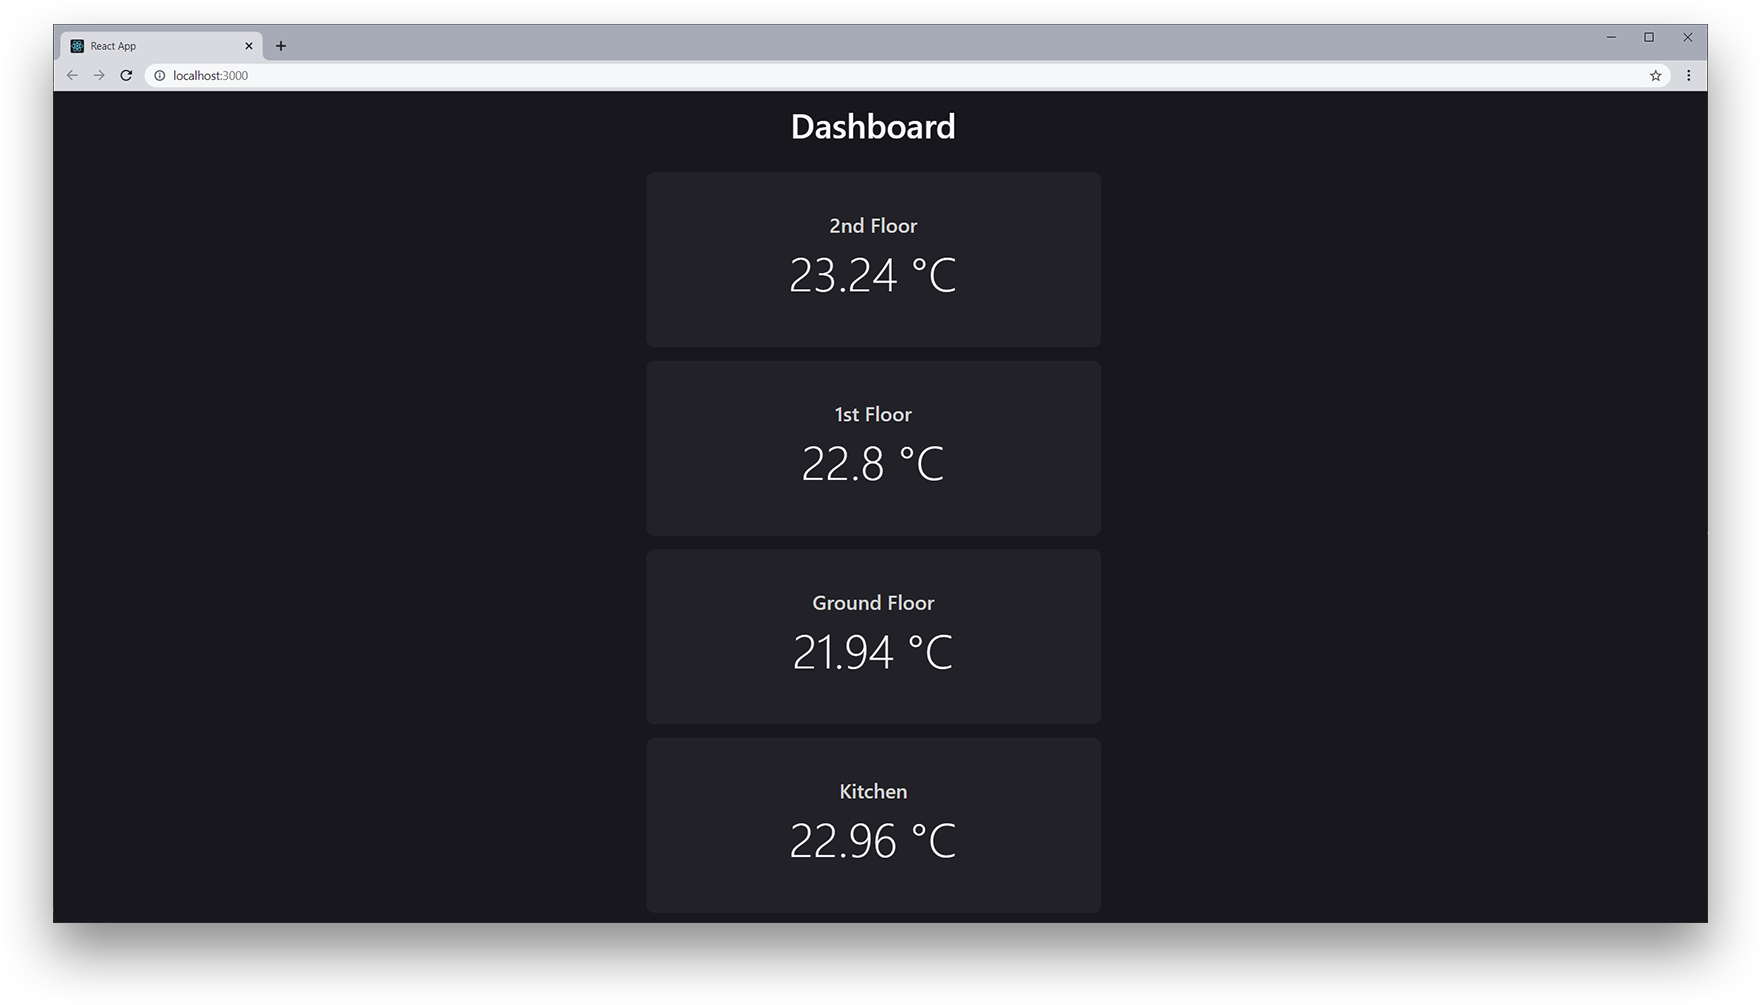 React App
localhost:3000
Dashboard
2nd Floor
23.24 °C
1st Floor
22.8 °C
Ground Floor
21.94 °C
Kitchen
22.96 °C